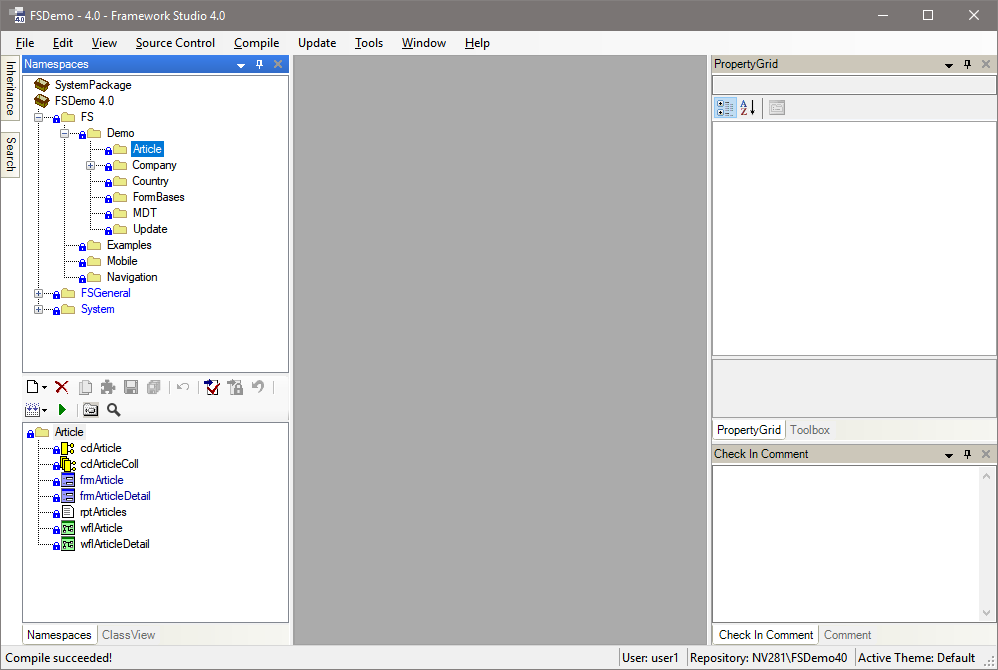 FSDemo - 4.0 - Framework Studio 4.0
File Edit View Source Control Compile Update Tools Window Help
Inheritance
Search
Namespaces
SystemPackage
FSDemo 4.0
FS
Demo
Article
Company
Country
FormBases
MDT
Update
Examples
Mobile
Navigation
FSGeneral
System
Article
cdArticle
cdArticleColl
frmArticle
frmArticleDetail
rptArticles
wflArticle
wflArticleDetail
Namespaces ClassView
PropertyGrid
PropertyGrid Toolbox
Check In Comment
Check In Comment Comment
Compile succeeded! User: user1 Repository: NV281\FSDemo40 Active Theme: Default